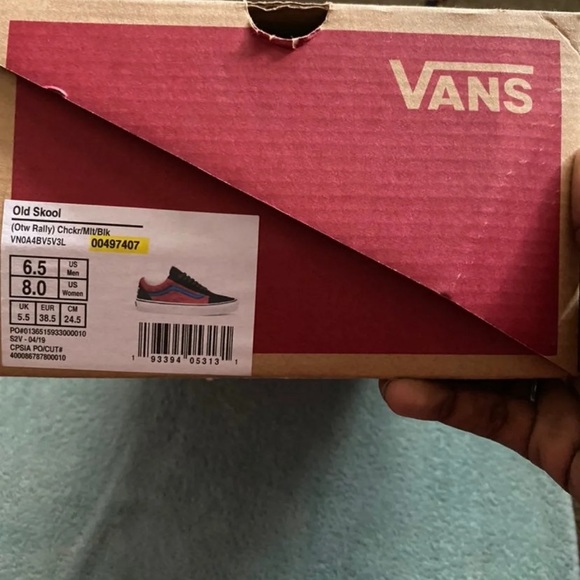 VANS
Old Skool
(Otw Rally) Chckr/Mlt/Blk
VN0A4BV5V3L 00497407
6.5 US Men
8.0 US Women
UK EUR CM
5.5 38.5 24.5
PO#0136515933000010
S2V - 04/19
CPSIA PO/CUT#
400086787800010
1 93394 05313 1